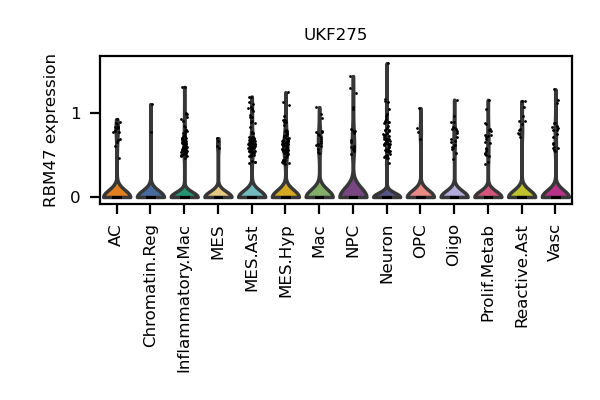 UKF275
RBM47 expression
1
0
AC
Chromatin.Reg
Inflammatory.Mac
MES
MES.Ast
MES.Hyp
Mac
NPC
Neuron
OPC
Oligo
Prolif.Metab
Reactive.Ast
Vasc